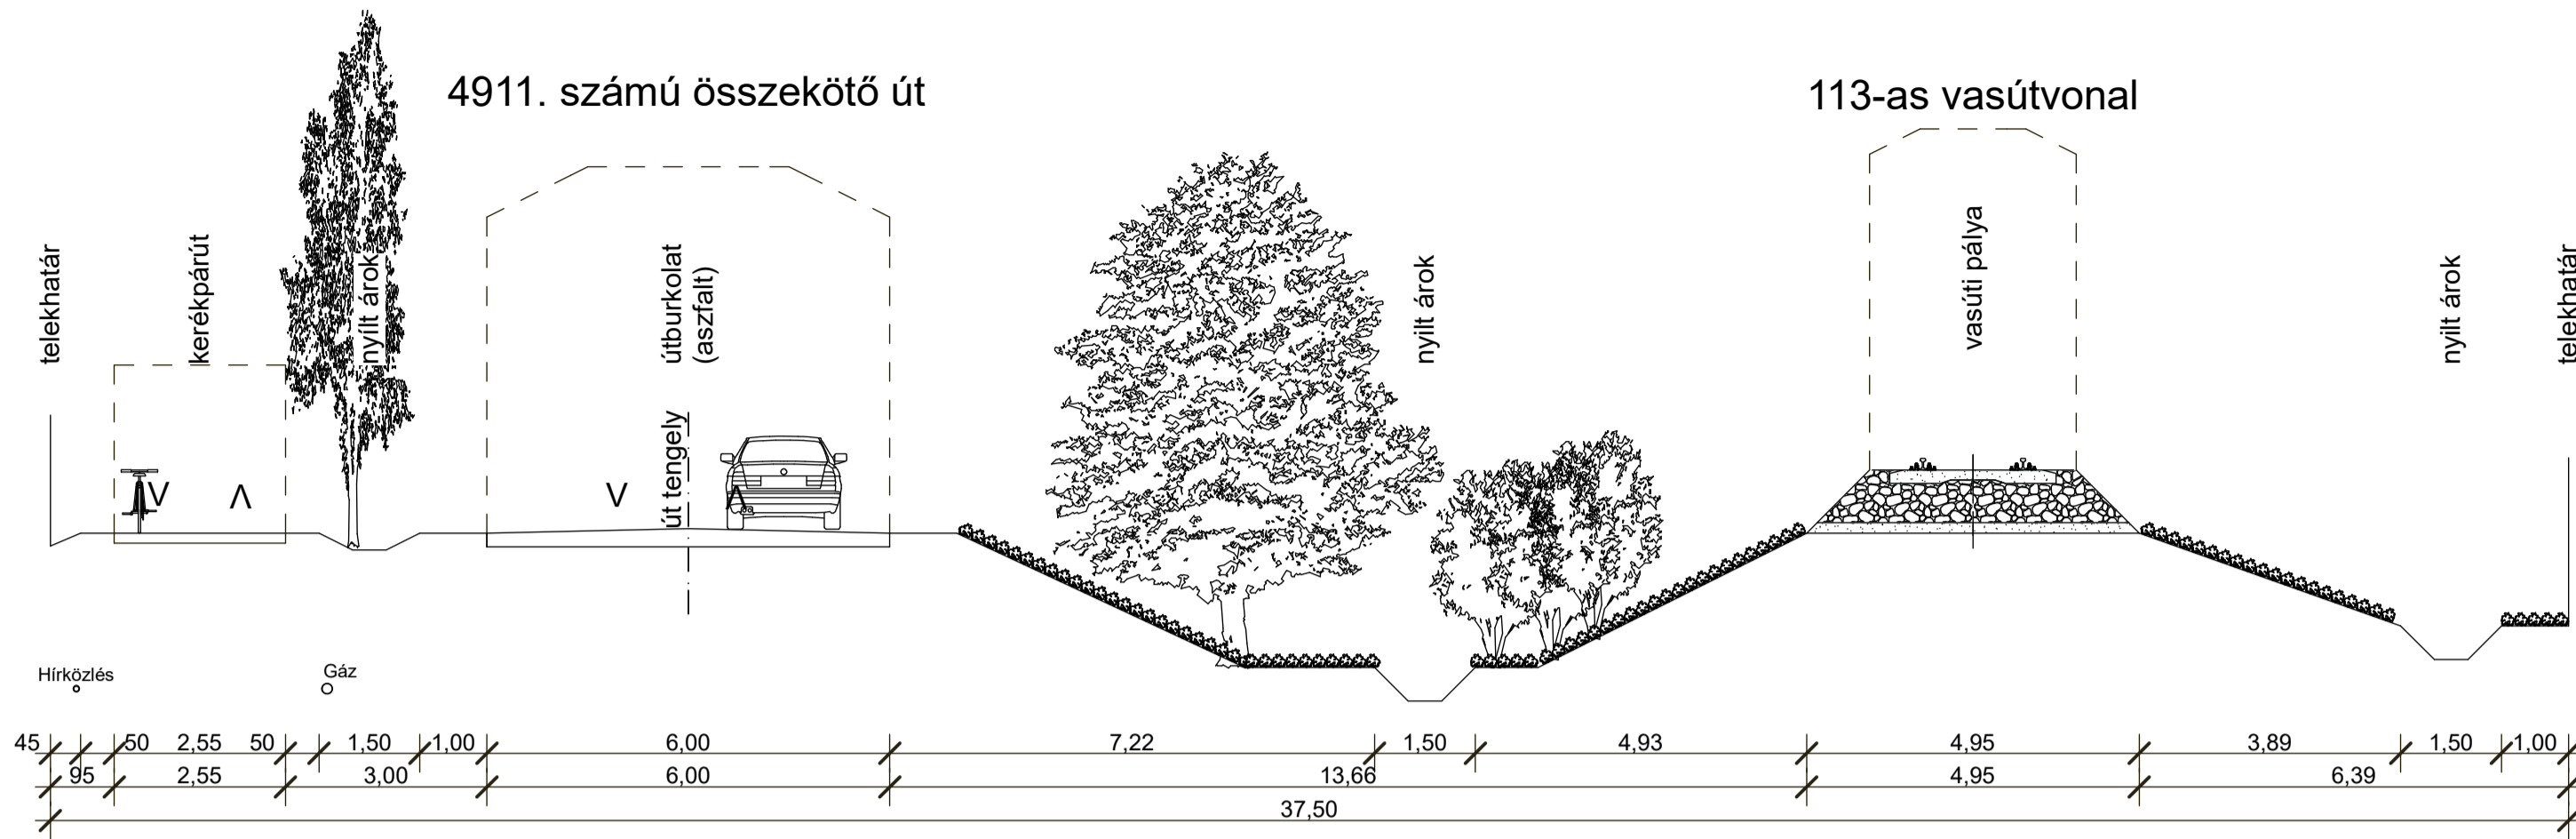 4911. számú összekötő út
113-as vasútvonal
telekhatár
kerékpárút
nyílt árok
útburkolat
(aszfalt)
út tengely
nyilt árok
vasúti pálya
nyilt árok
telekhatár
Hírközlés
Gáz
45 50 2,55 50 1,50 1,00 6,00 7,22 1,50 4,93 4,95 3,89 1,50 1,00
95 2,55 3,00 6,00 13,66 4,95 6,39
37,50